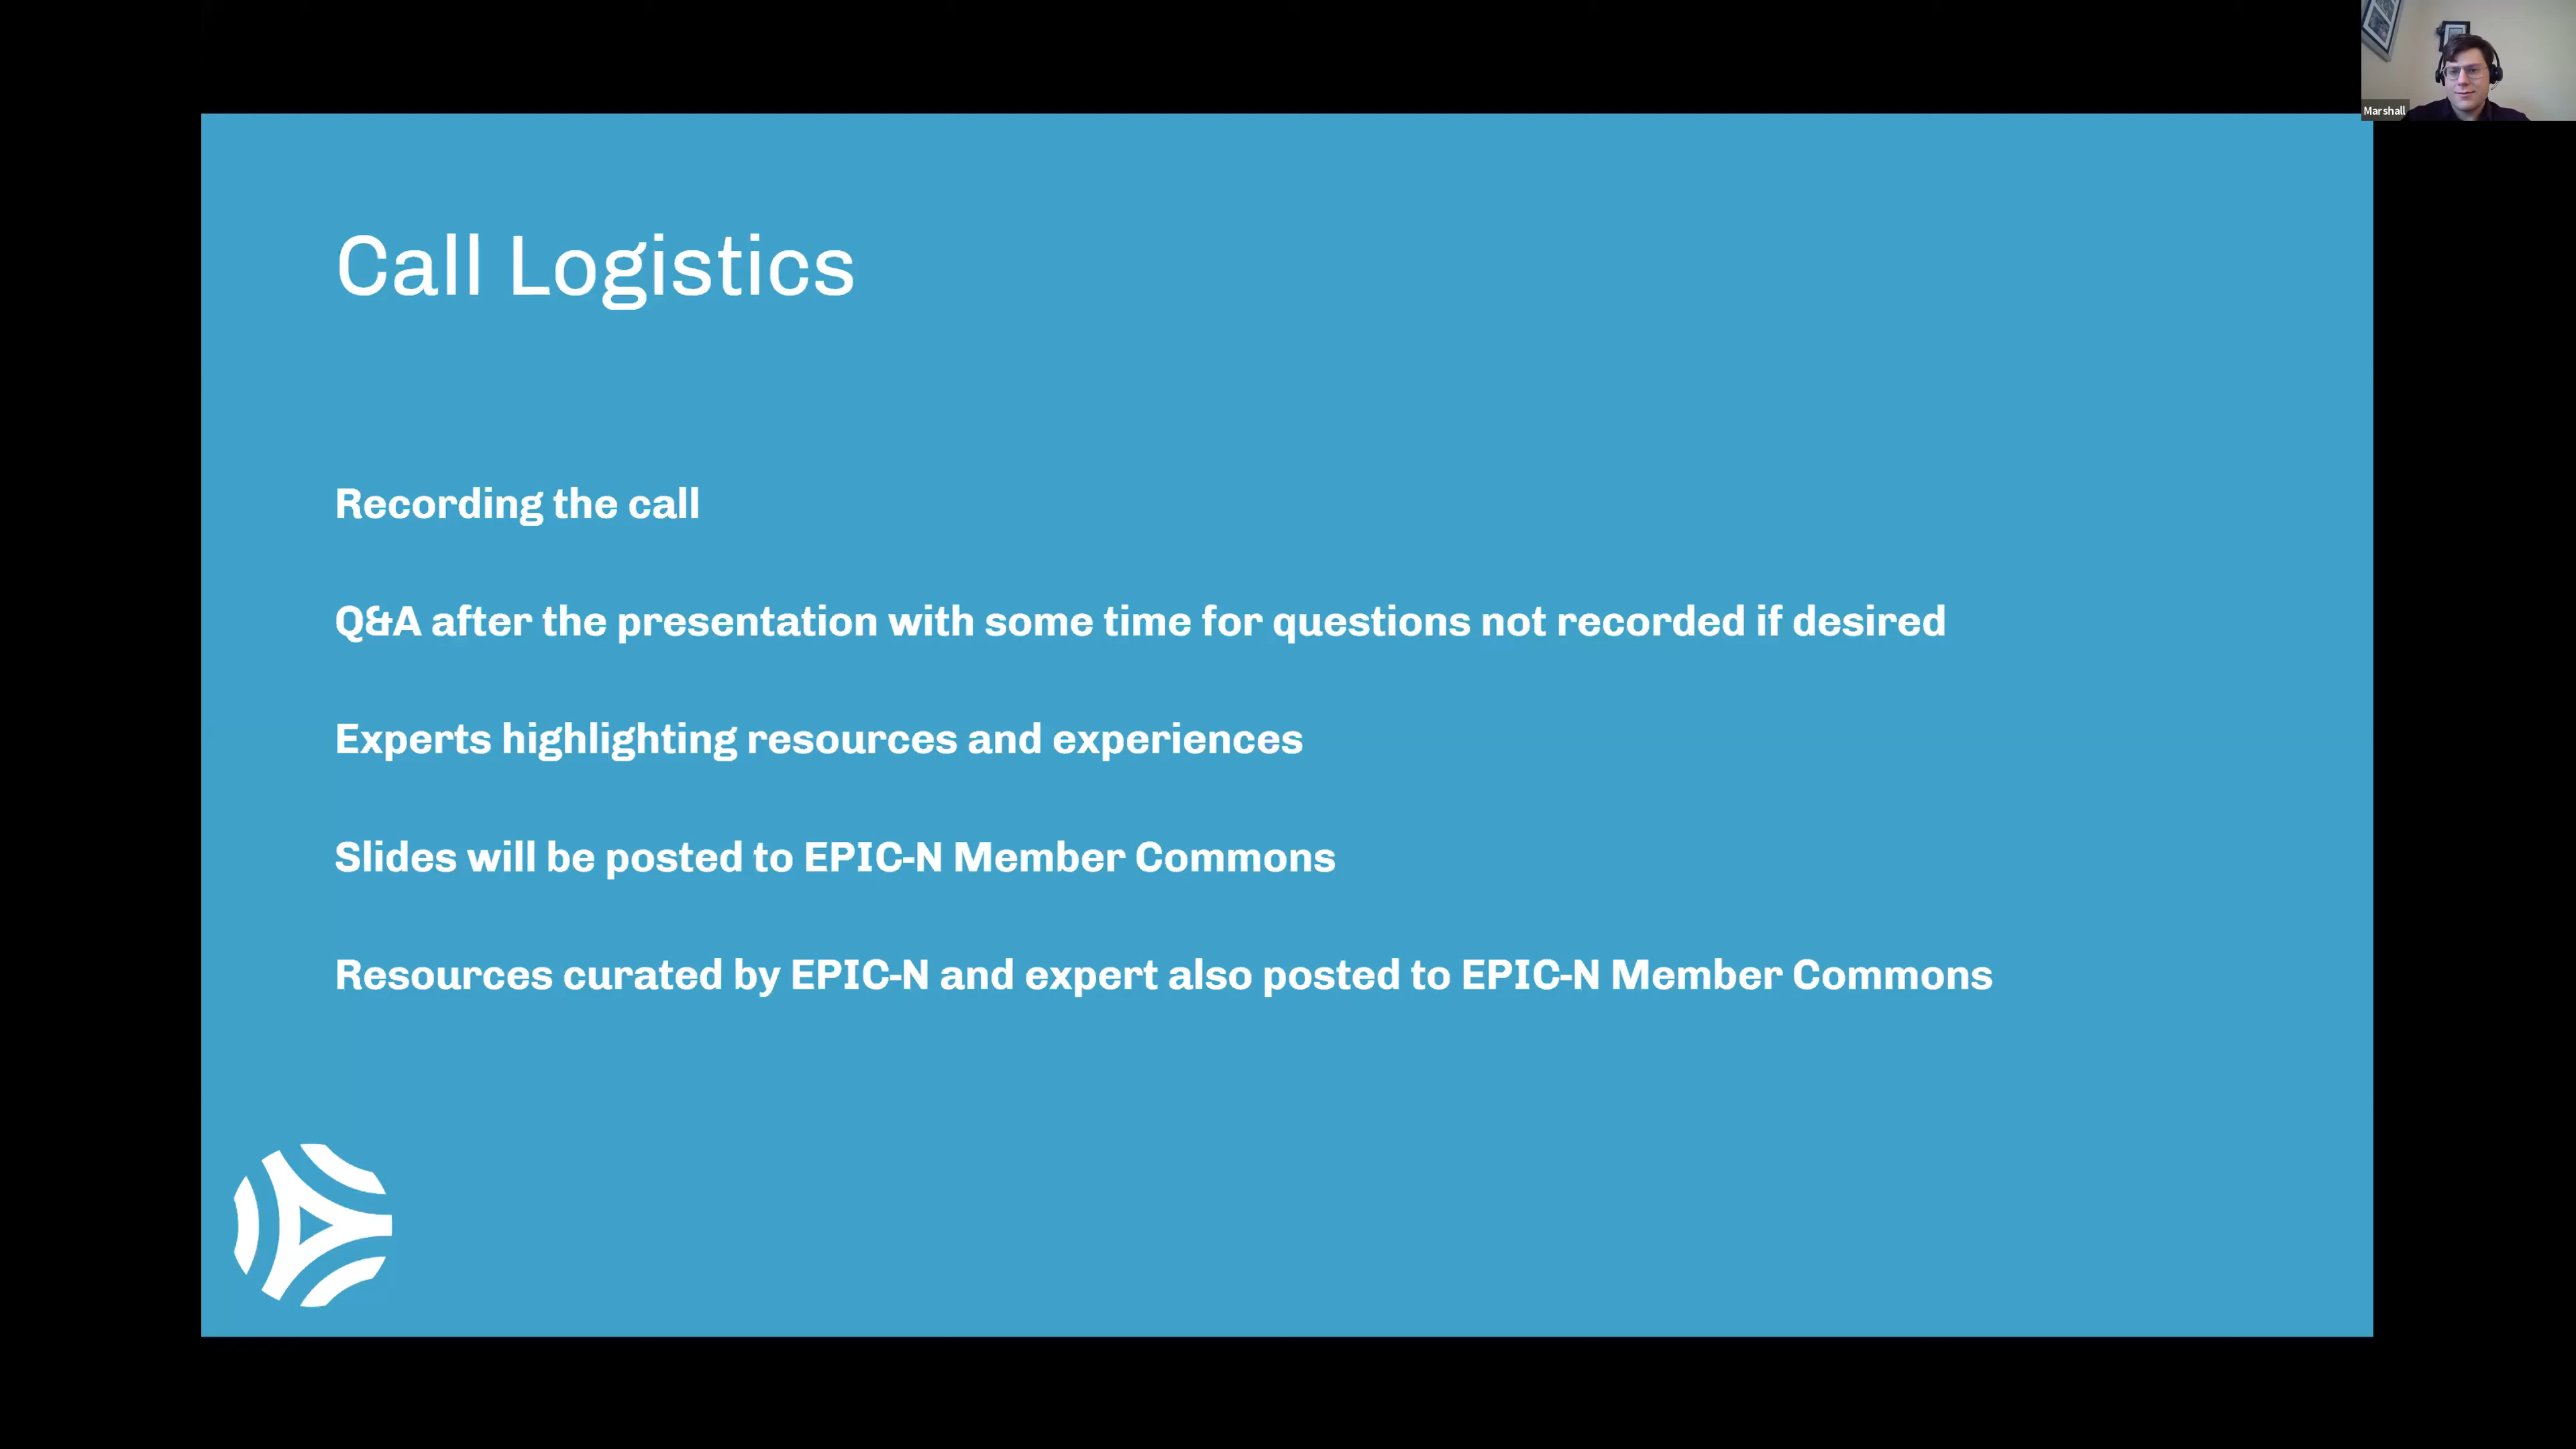 Marshall
Call Logistics
Recording the call
Q&A after the presentation with some time for questions not recorded if desired
Experts highlighting resources and experiences
Slides will be posted to EPIC-N Member Commons
Resources curated by EPIC-N and expert also posted to EPIC-N Member Commons